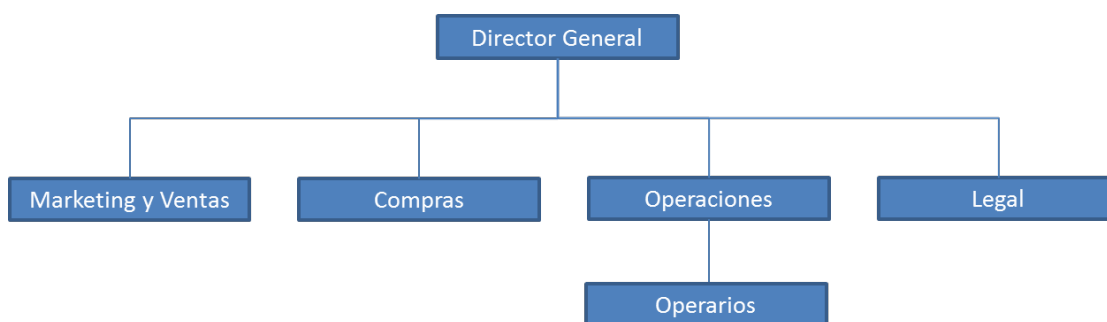 Director General
Marketing y Ventas
Compras
Operaciones
Legal
Operarios